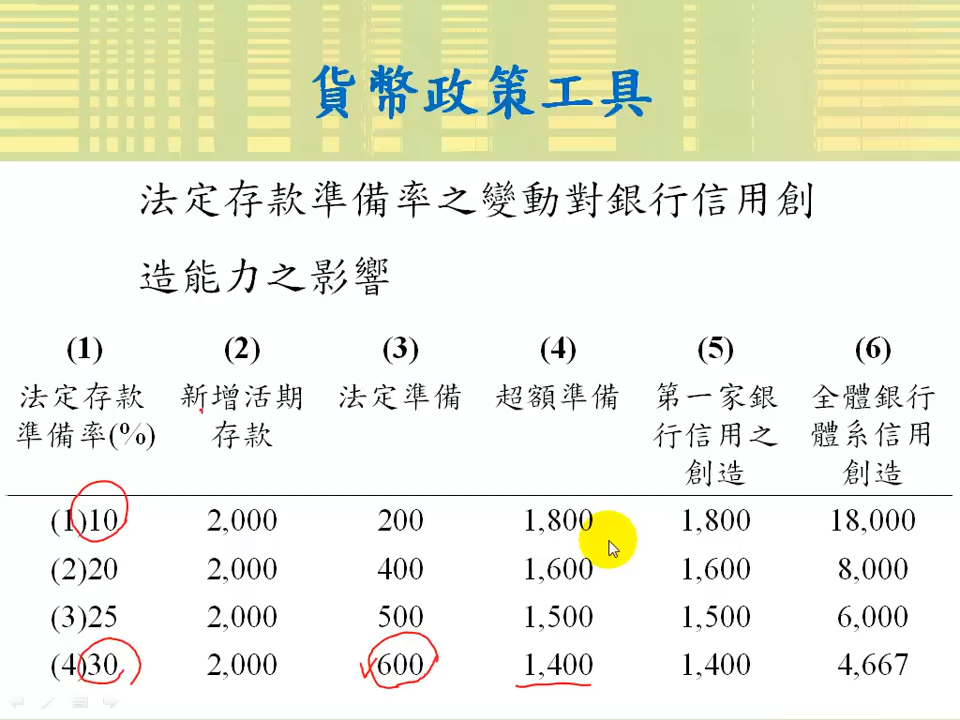 貨幣政策工具
法定存款準備率之變動對銀行信用創
造能力之影響
(1) (2) (3) (4) (5) (6)
法定存款 新增活期 法定準備 超額準備 第一家銀 全體銀行
準備率(%) 存款 行信用之 體系信用
創造 創造
(1)10 2,000 200 1,800 1,800 18,000
(2)20 2,000 400 1,600 1,600 8,000
(3)25 2,000 500 1,500 1,500 6,000
(4)30 2,000 600 1,400 1,400 4,667